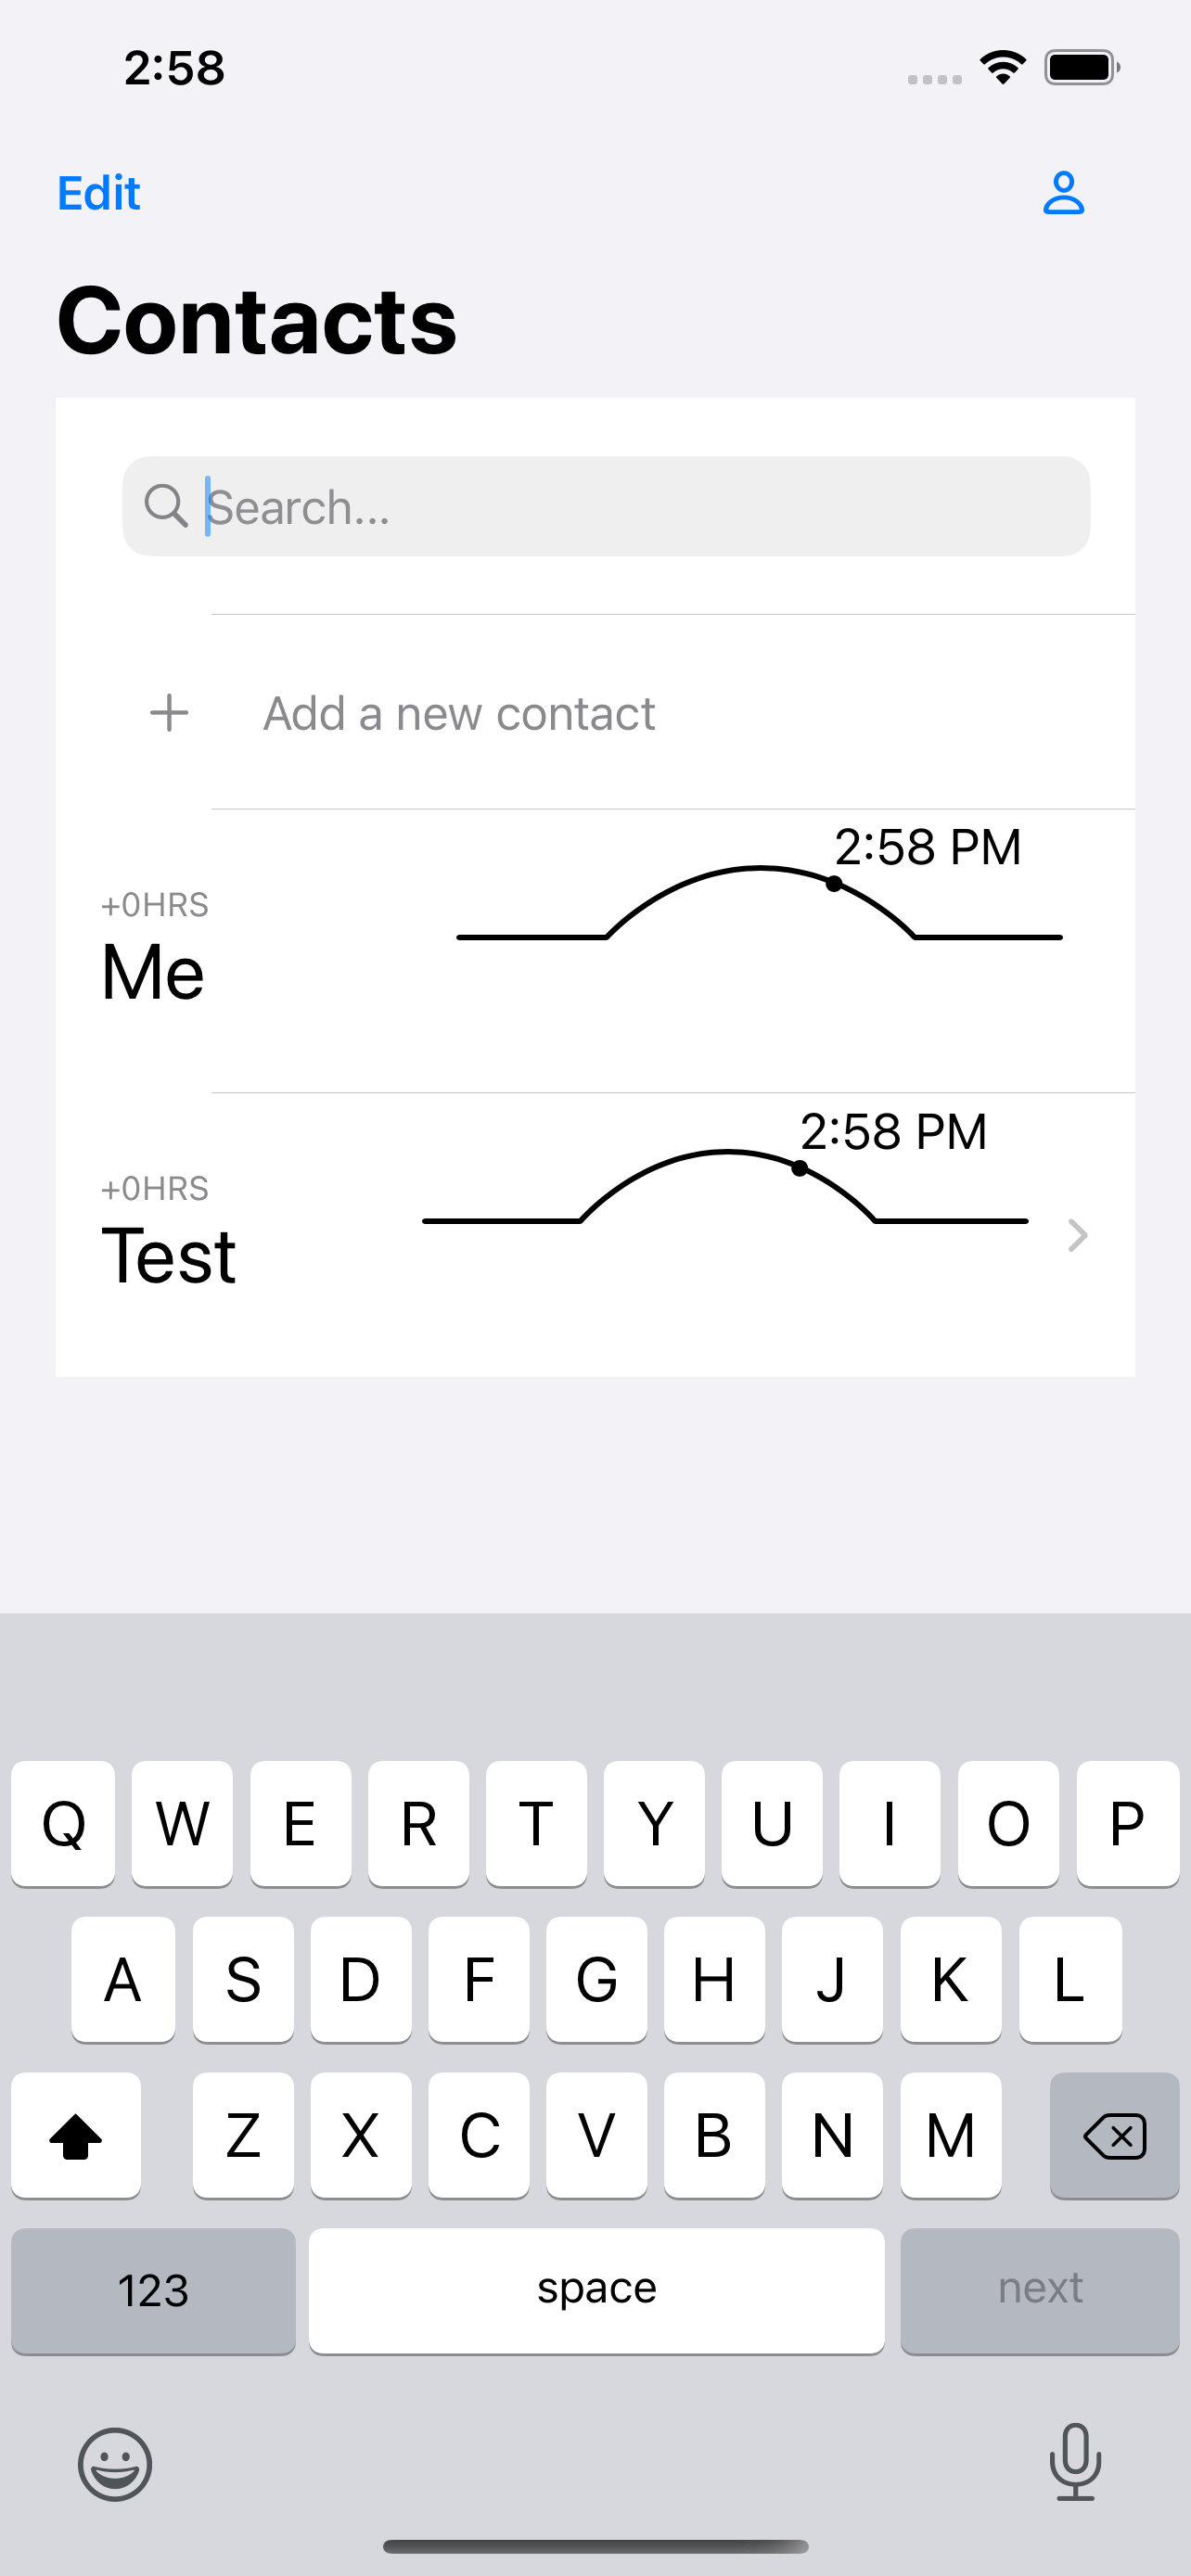 2:58
Edit
Contacts
Search...
Add a new contact
2:58 PM
+0HRS
Me
2:58 PM
+0HRS
Test
Q W E R T Y U I O P
A S D F G H J K L
Z X C V B N M
123 space next